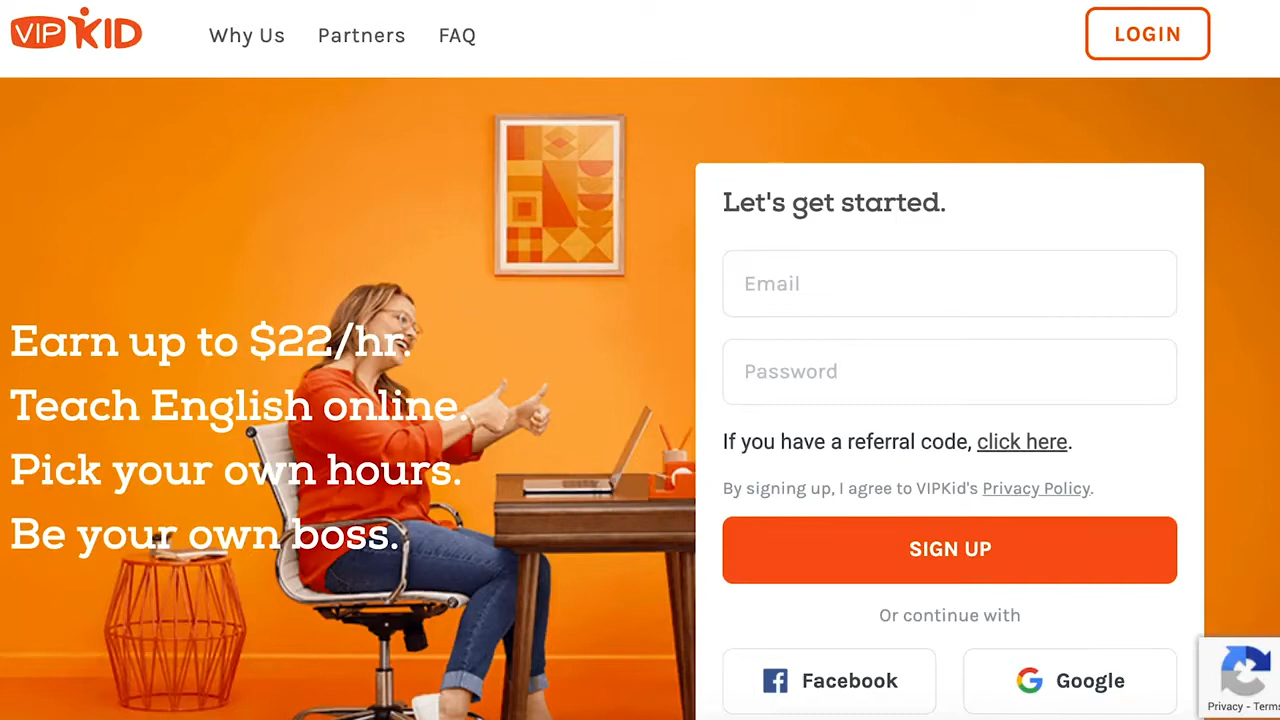 VIP KID
Why Us
Partners
FAQ
LOGIN
Earn up to $22/hr.
Teach English online.
Pick your own hours.
Be your own boss.
Let's get started.
Email
Password
If you have a referral code, click here.
By signing up, I agree to VIPKid's Privacy Policy.
SIGN UP
Or continue with
Facebook
Google
Privacy - Terms